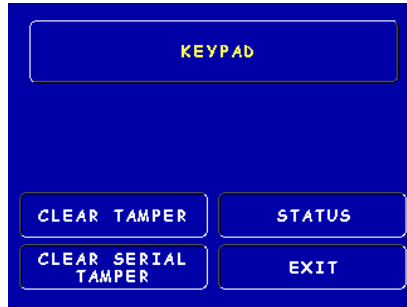 KEYPAD
CLEAR TAMPER
STATUS
CLEAR SERIAL
TAMPER
EXIT